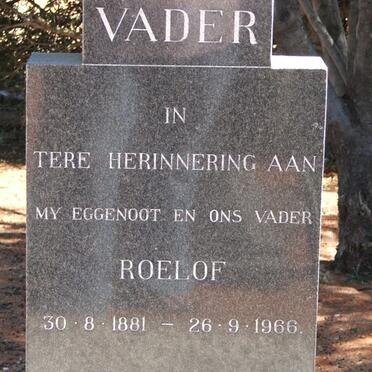 VADER
IN
TERE HERINNERING AAN
MY EGGENOOT EN ONS VADER
ROELOF
30·8·1881 – 26·9·1966.